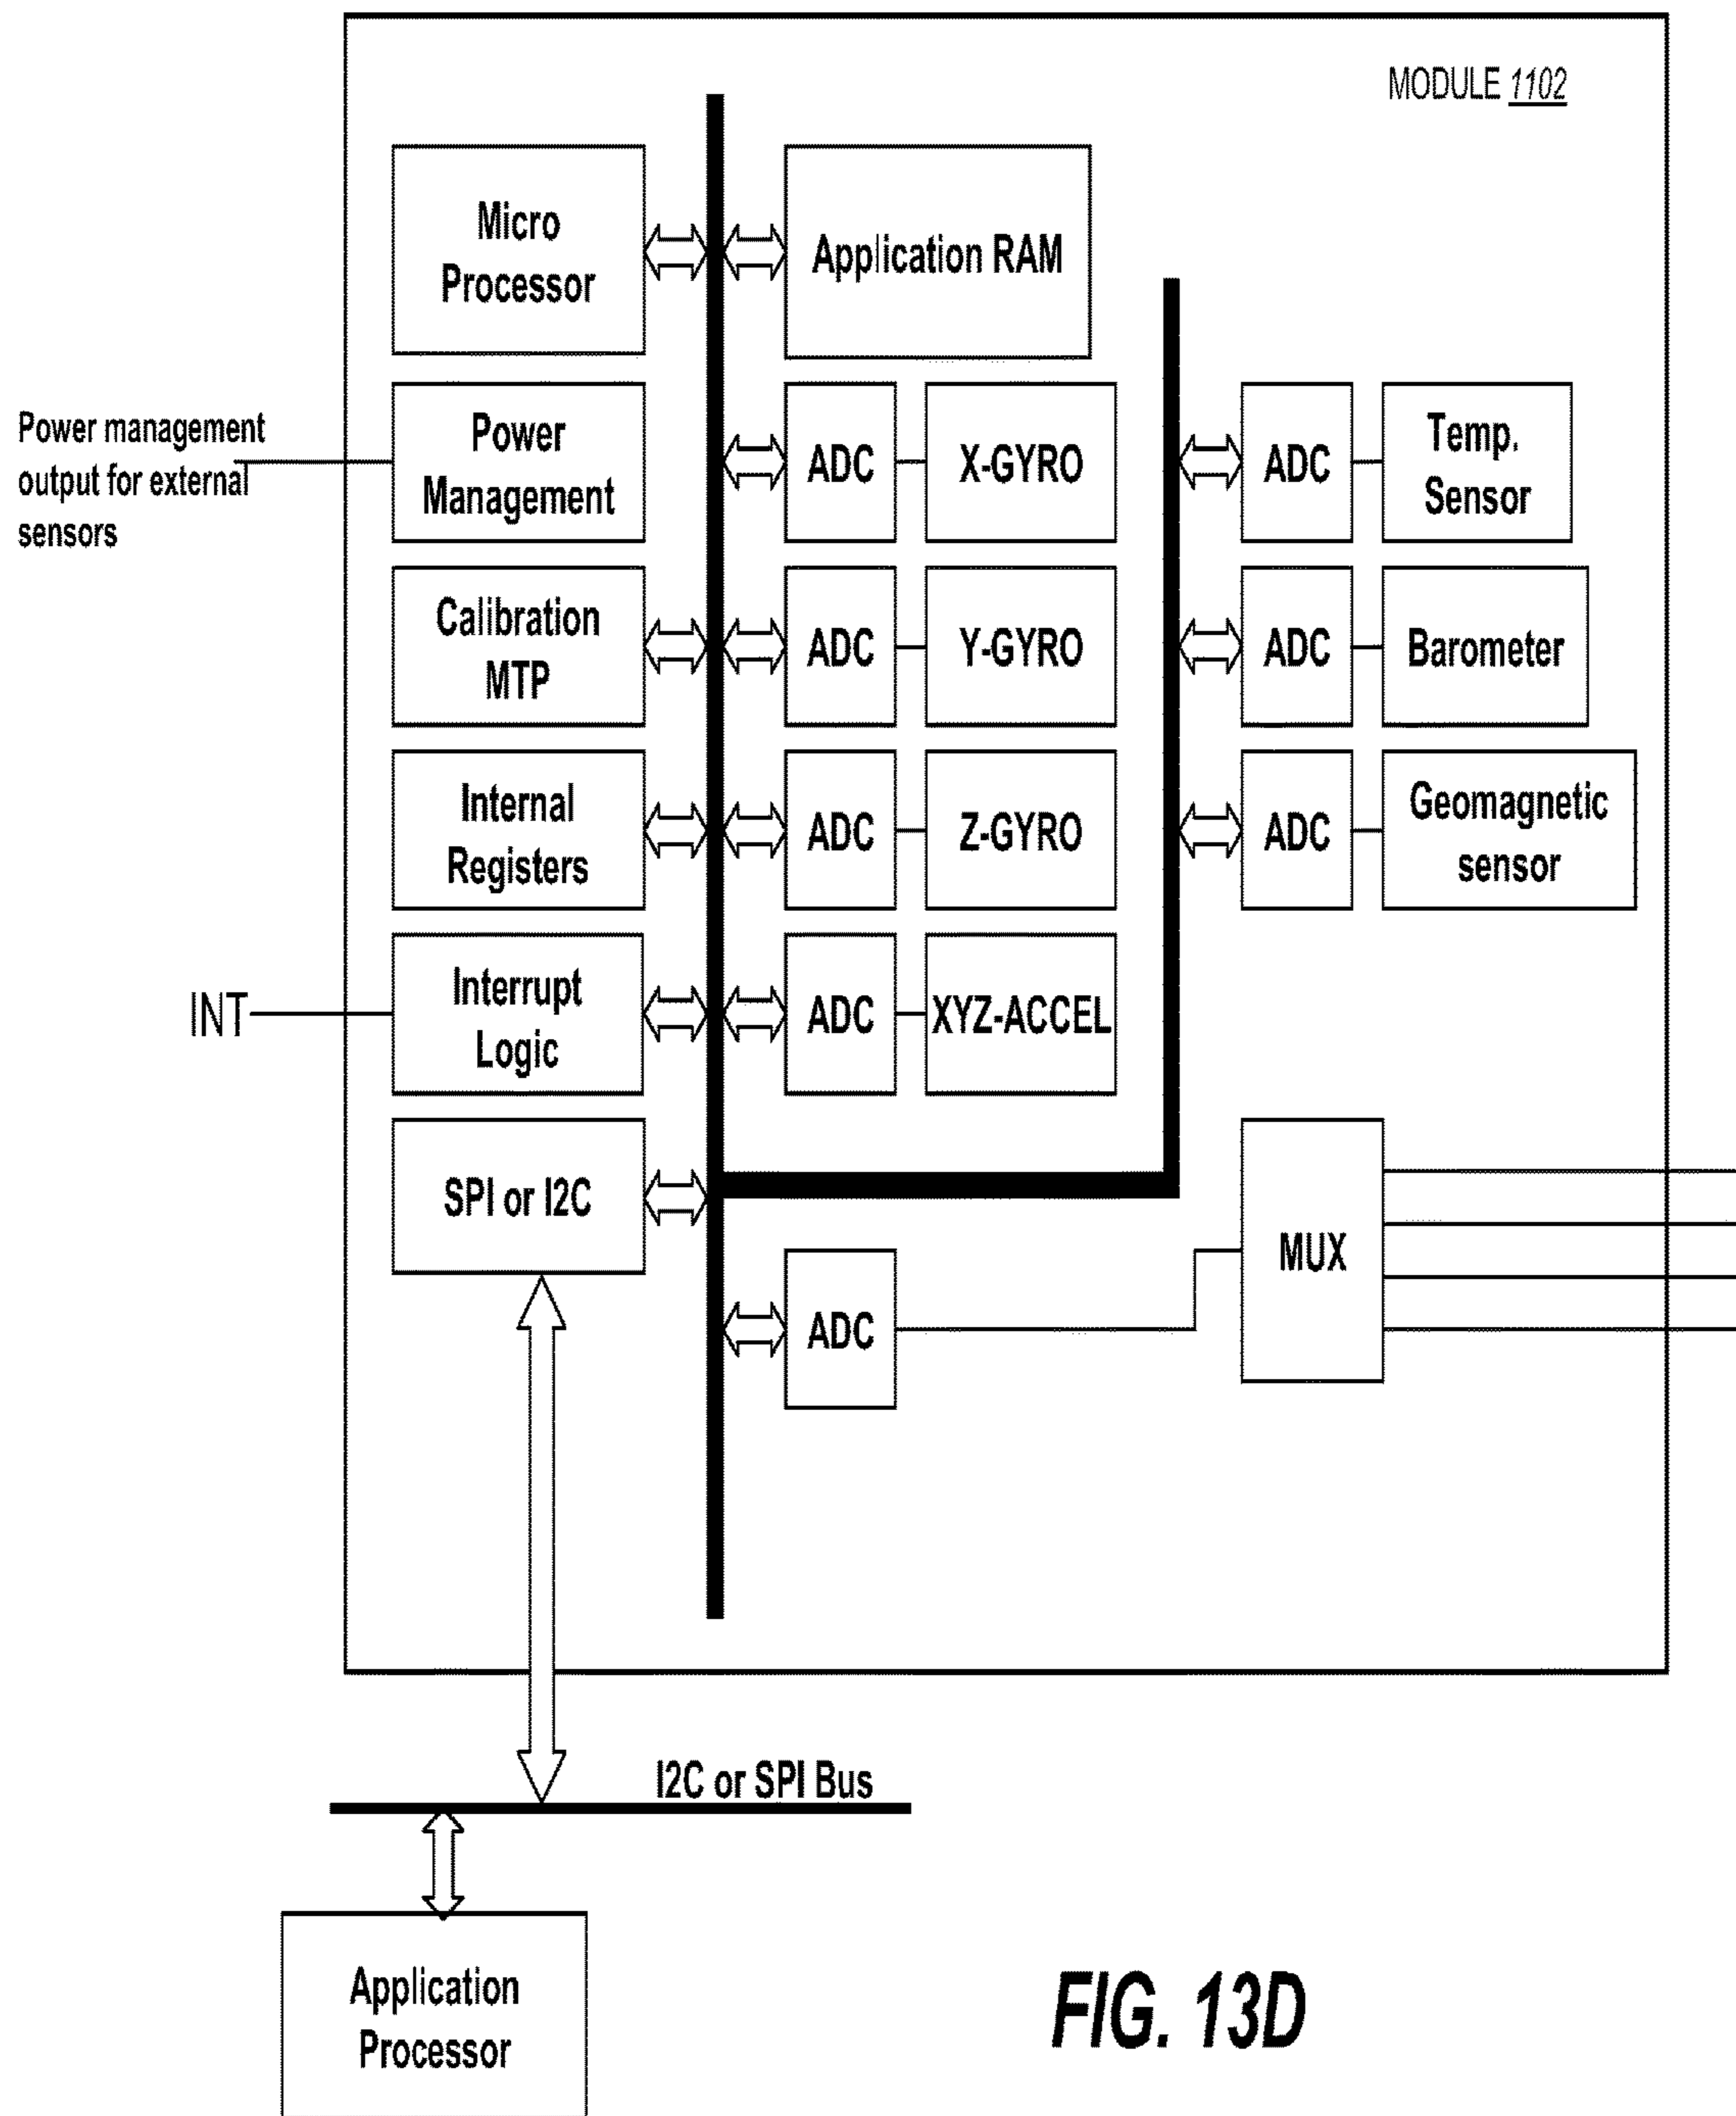 MODULE 1102
Micro
Processor
Application RAM
Power management
output for external
sensors
Power
Management
ADC
X-GYRO
ADC
Temp.
Sensor
Calibration
MTP
ADC
Y-GYRO
ADC
Barometer
Internal
Registers
ADC
Z-GYRO
ADC
Geomagnetic
sensor
INT
Interrupt
Logic
ADC
XYZ-ACCEL
SPI or I2C
MUX
ADC
I2C or SPI Bus
Application
Processor
FIG. 13D